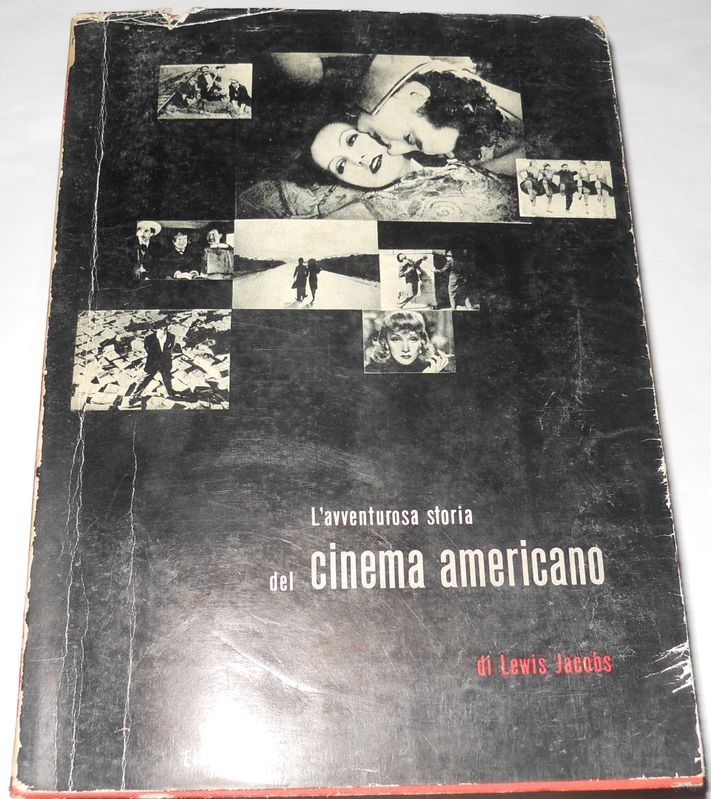 L'avventurosa storia
del cinema americano
di Lewis Jacobs